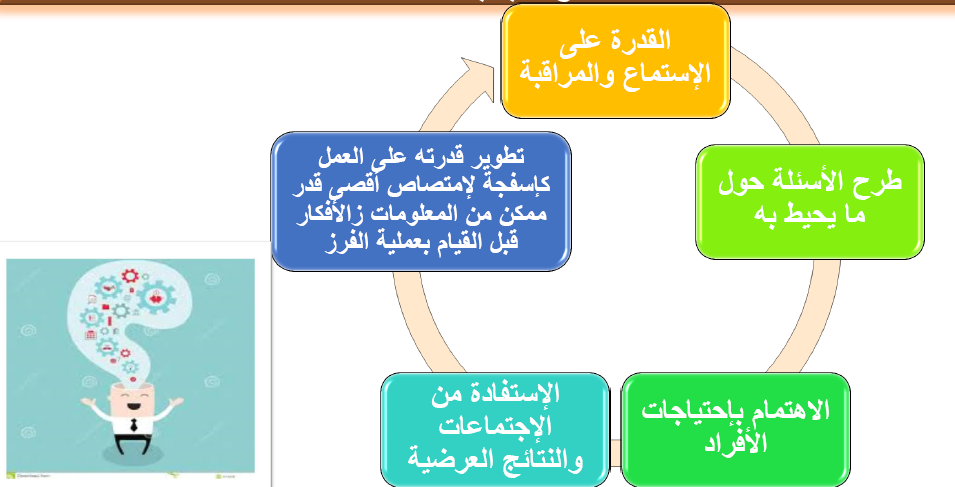 القدرة على
الإستماع والمراقبة
طرح الأسئلة حول
ما يحيط به
الاهتمام بإحتياجات
الأفراد
الإستفادة من
الإجتماعات
والنتائج العرضية
تطوير قدرته على العمل
كإسفجة لإمتصاص أقصى قدر
ممكن من المعلومات زالأفكار
قبل القيام بعملية الفرز